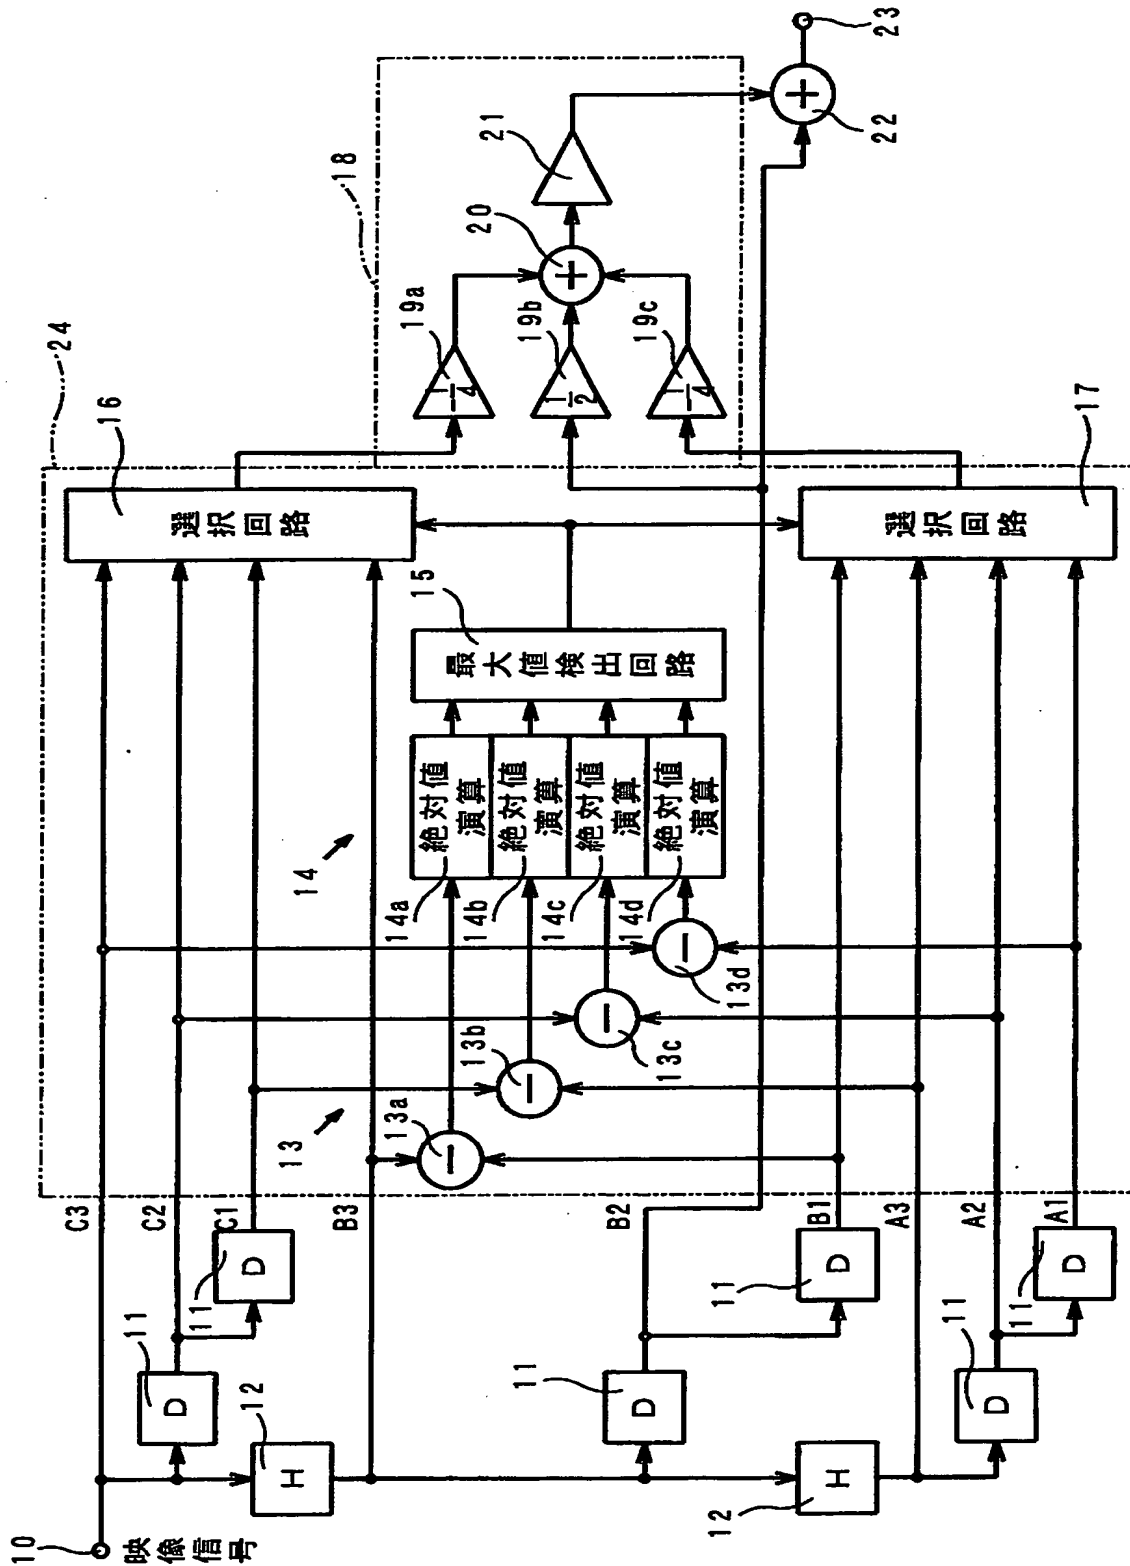 10
映像信号
12
H
11
D
C3
C2
11
D
C1
B3
11
D
B2
11
D
B1
12
H
A3
11
D
A2
11
D
A1
13
13a
−
13b
−
13c
−
13d
−
14
14a
絶対値
演算
14b
絶対値
演算
14c
絶対値
演算
14d
絶対値
演算
15
最大値検出回路
16
選択回路
17
選択回路
24
18
19a
−1/4
19b
1/2
19c
−1/4
20
+
21
22
+
23